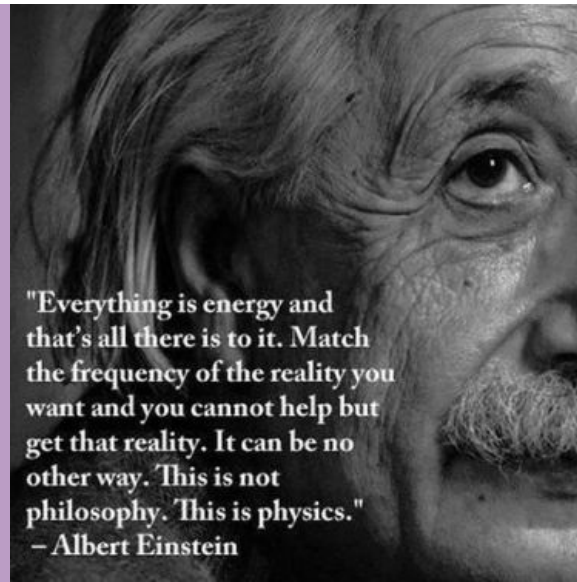 "Everything is energy and
that's all there is to it. Match
the frequency of the reality you
want and you cannot help but
get that reality. It can be no
other way. This is not
philosophy. This is physics."
– Albert Einstein